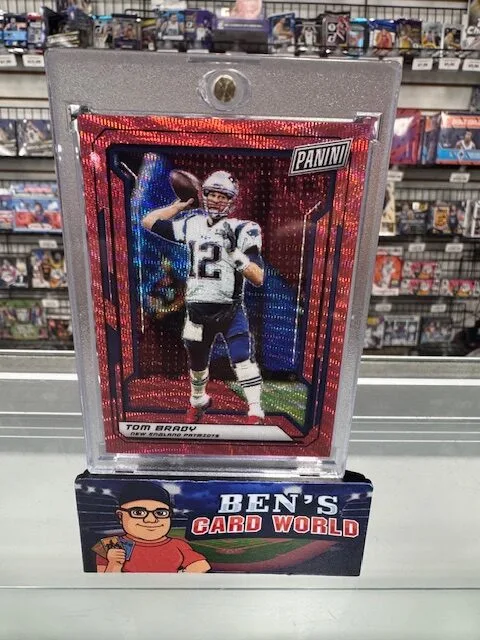 PANINI
12
TOM BRADY
NEW ENGLAND PATRIOTS
BEN'S
CARD WORLD